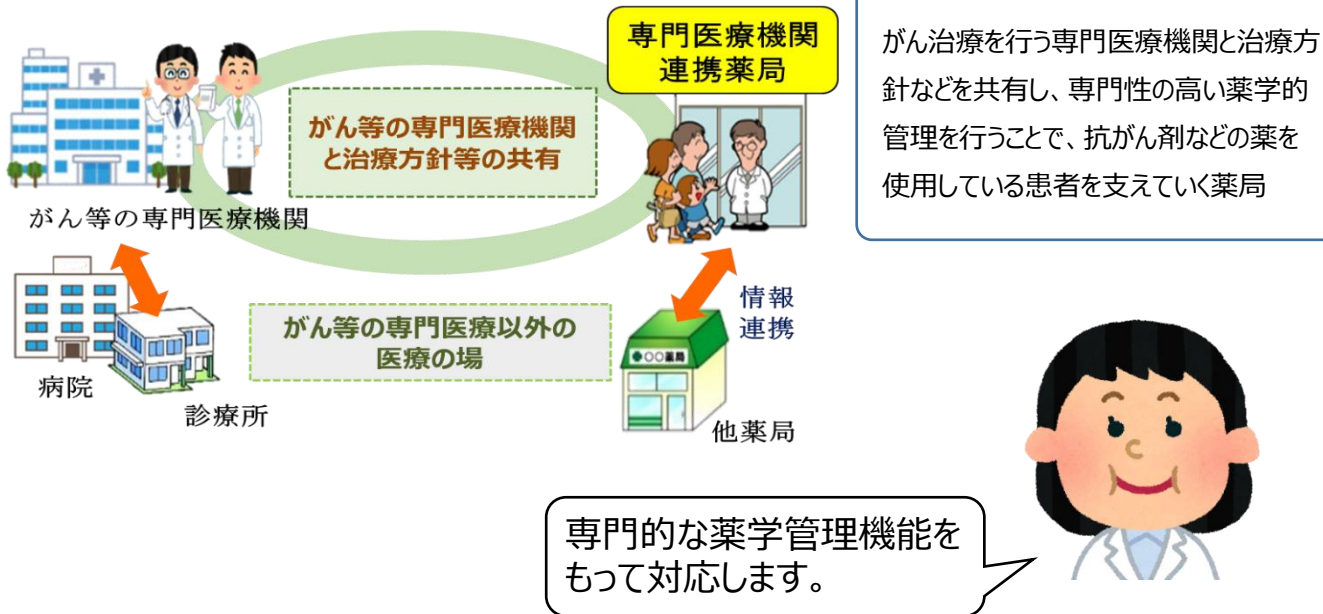 専門医療機関
連携薬局
がん治療を行う専門医療機関と治療方
針などを共有し、専門性の高い薬学的
管理を行うことで、抗がん剤などの薬を
使用している患者を支えていく薬局
がん等の専門医療機関
と治療方針等の共有
がん等の専門医療機関
情報
連携
がん等の専門医療以外の
医療の場
○○薬局
病院
診療所
他薬局
専門的な薬学管理機能を
もって対応します。